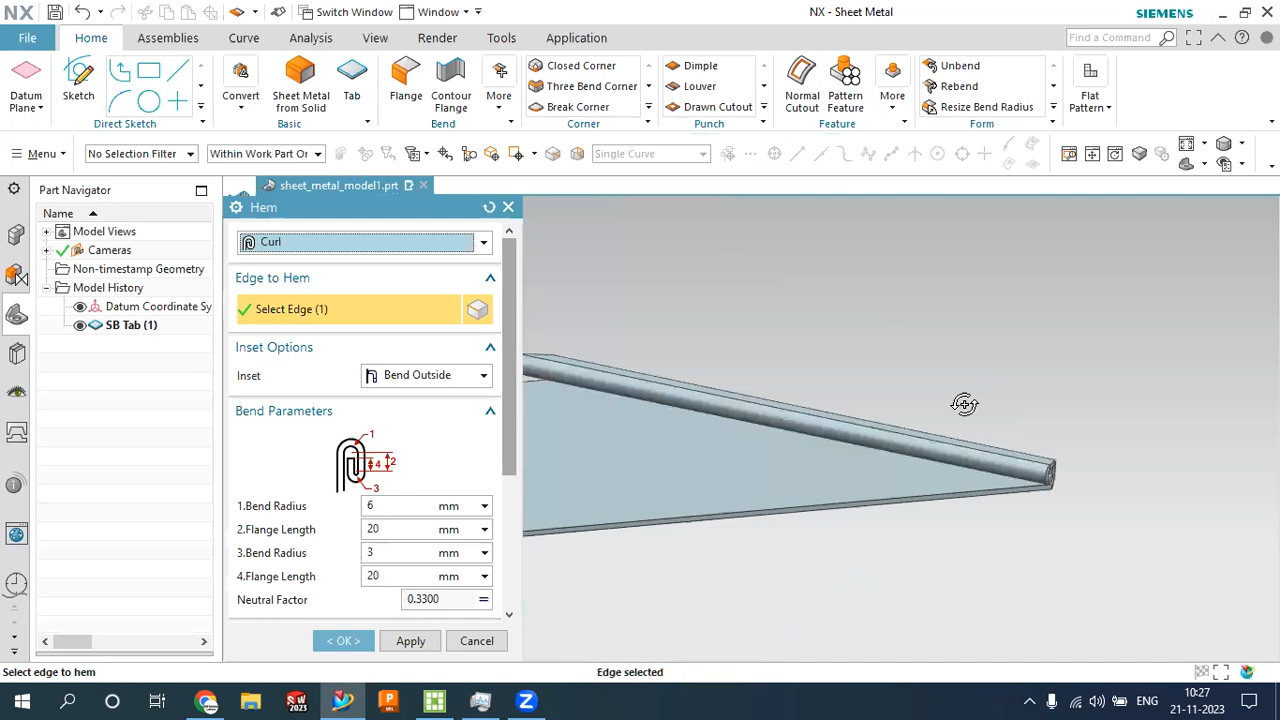 NX
Switch Window
Window
NX - Sheet Metal
SIEMENS
File
Home
Assemblies
Curve
Analysis
View
Render
Tools
Application
Find a Command
Datum Plane
Sketch
Direct Sketch
Convert
Sheet Metal from Solid
Tab
Basic
Flange
Contour Flange
More
Bend
Closed Corner
Three Bend Corner
Break Corner
Corner
Dimple
Louver
Drawn Cutout
Punch
Normal Cutout
Pattern Feature
More
Feature
Unbend
Rebend
Resize Bend Radius
Form
Flat Pattern
Menu
No Selection Filter
Within Work Part On
Single Curve
Part Navigator
sheet_metal_model1.prt
Name
Model Views
Cameras
Non-timestamp Geometry
Model History
Datum Coordinate Sy
SB Tab (1)
Hem
Curl
Edge to Hem
Select Edge (1)
Inset Options
Inset
Bend Outside
Bend Parameters
1
4
2
3
1.Bend Radius 6 mm
2.Flange Length 20 mm
3.Bend Radius 3 mm
4.Flange Length 20 mm
Neutral Factor 0.3300
< OK >
Apply
Cancel
Select edge to hem
Edge selected
SW 2023
ENG
10:27
21-11-2023